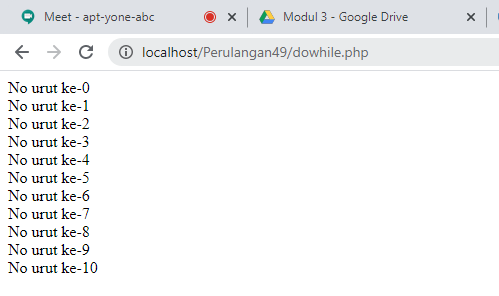 Meet - apt-yone-abc
Modul 3 - Google Drive
localhost/Perulangan49/dowhile.php
No urut ke-0
No urut ke-1
No urut ke-2
No urut ke-3
No urut ke-4
No urut ke-5
No urut ke-6
No urut ke-7
No urut ke-8
No urut ke-9
No urut ke-10